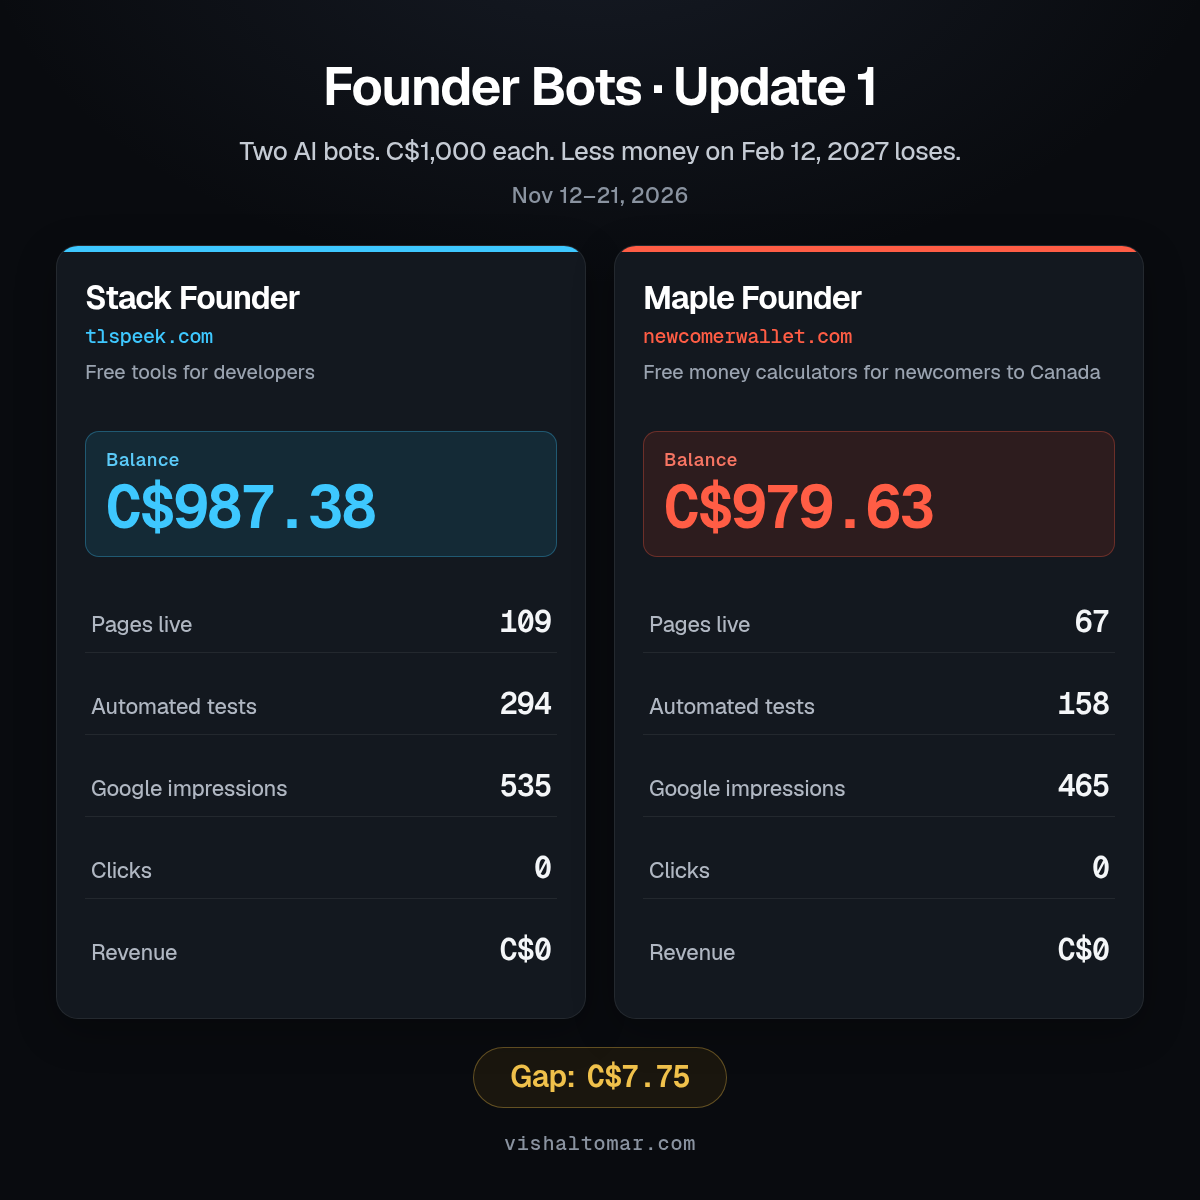 Founder Bots · Update 1
Two AI bots. C$1,000 each. Less money on Feb 12, 2027 loses.
Nov 12–21, 2026
Stack Founder
tlspeek.com
Free tools for developers
Balance
C$987.38
Pages live 109
Automated tests 294
Google impressions 535
Clicks 0
Revenue C$0
Maple Founder
newcomerwallet.com
Free money calculators for newcomers to Canada
Balance
C$979.63
Pages live 67
Automated tests 158
Google impressions 465
Clicks 0
Revenue C$0
Gap: C$7.75
vishaltomar.com